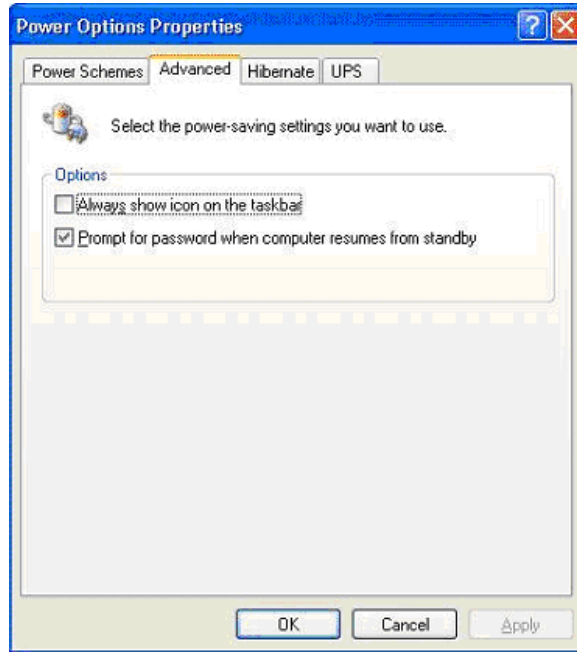 Power Options Properties
Power Schemes Advanced Hibernate UPS
Select the power-saving settings you want to use.
Options
Always show icon on the taskbar
Prompt for password when computer resumes from standby
OK Cancel Apply